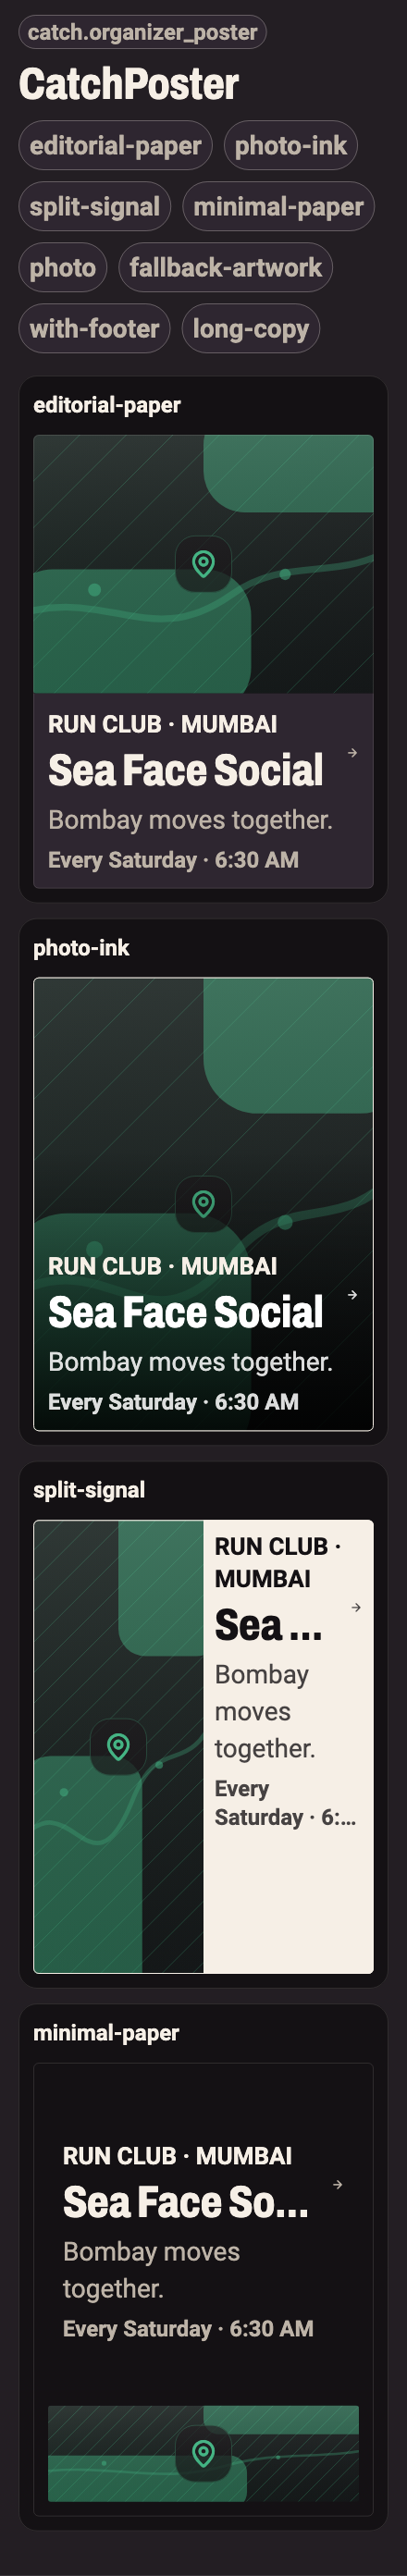 catch.organizer_poster
CatchPoster
editorial-paper
photo-ink
split-signal
minimal-paper
photo
fallback-artwork
with-footer
long-copy
editorial-paper
RUN CLUB · MUMBAI
Sea Face Social
Bombay moves together.
Every Saturday · 6:30 AM
photo-ink
RUN CLUB · MUMBAI
Sea Face Social
Bombay moves together.
Every Saturday · 6:30 AM
split-signal
RUN CLUB ·
MUMBAI
Sea ...
Bombay
moves
together.
Every
Saturday · 6:...
minimal-paper
RUN CLUB · MUMBAI
Sea Face So...
Bombay moves
together.
Every Saturday · 6:30 AM